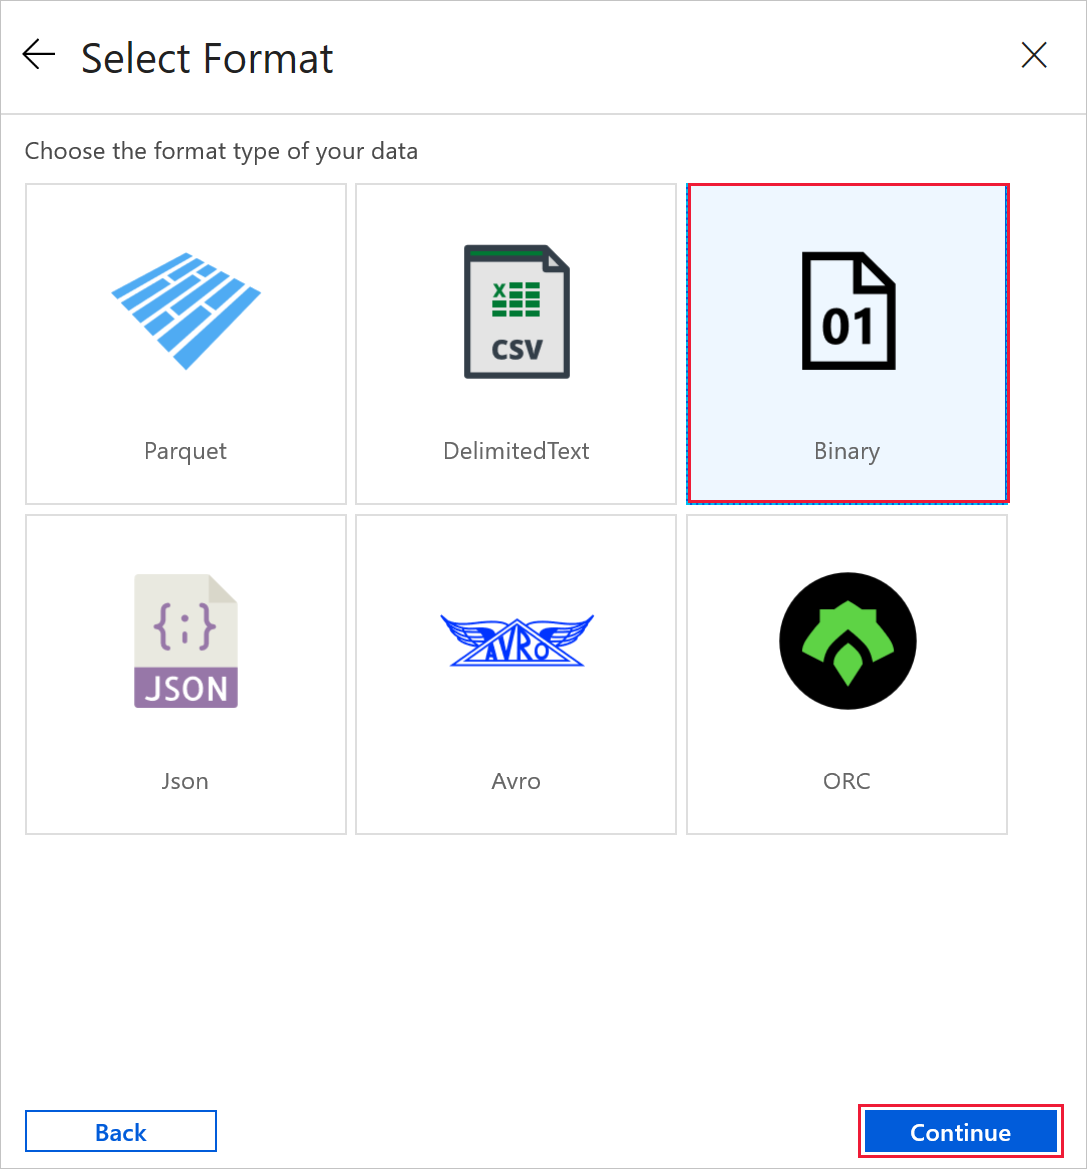 Select Format
Choose the format type of your data
X
CSV
01
Parquet
DelimitedText
Binary
{;}
JSON
AVRO
Json
Avro
ORC
Back
Continue